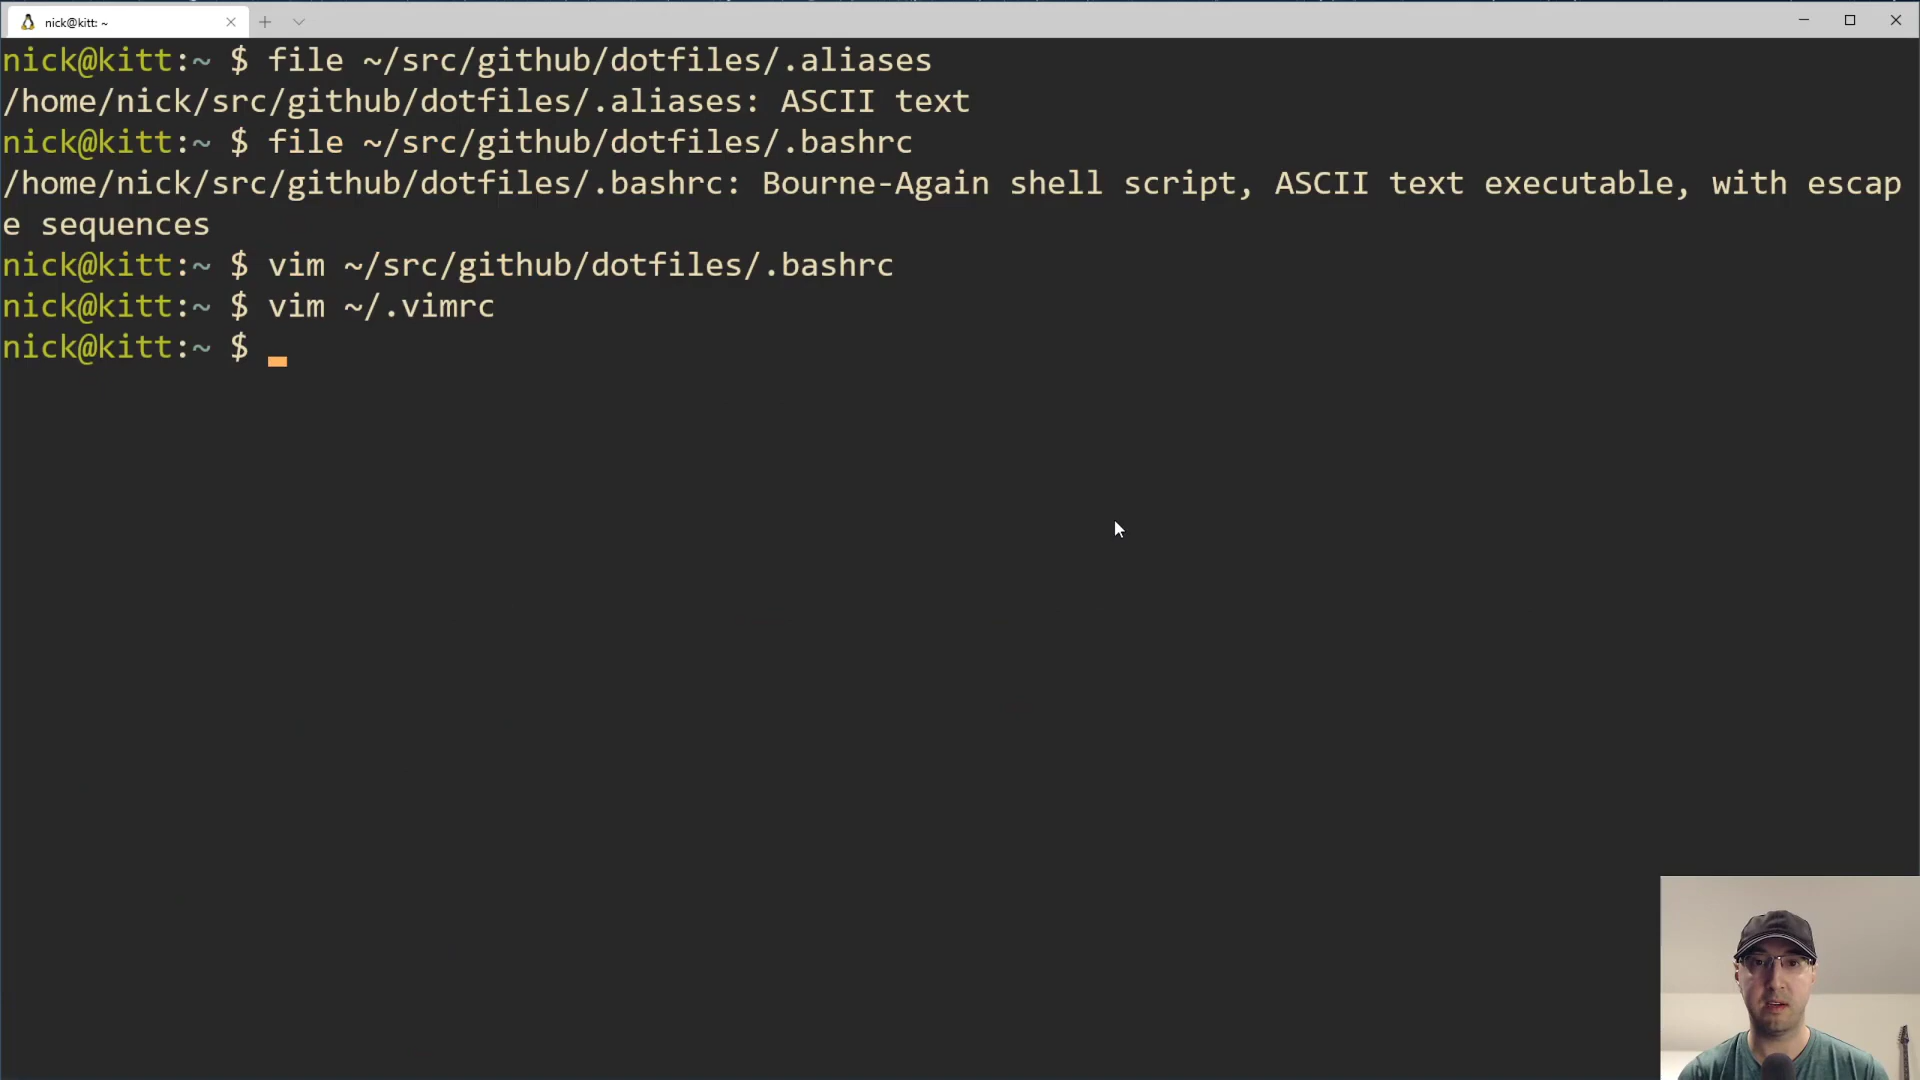 nick@kitt: ~
nick@kitt:~ $ file ~/src/github/dotfiles/.aliases
/home/nick/src/github/dotfiles/.aliases: ASCII text
nick@kitt:~ $ file ~/src/github/dotfiles/.bashrc
/home/nick/src/github/dotfiles/.bashrc: Bourne-Again shell script, ASCII text executable, with escap
e sequences
nick@kitt:~ $ vim ~/src/github/dotfiles/.bashrc
nick@kitt:~ $ vim ~/.vimrc
nick@kitt:~ $